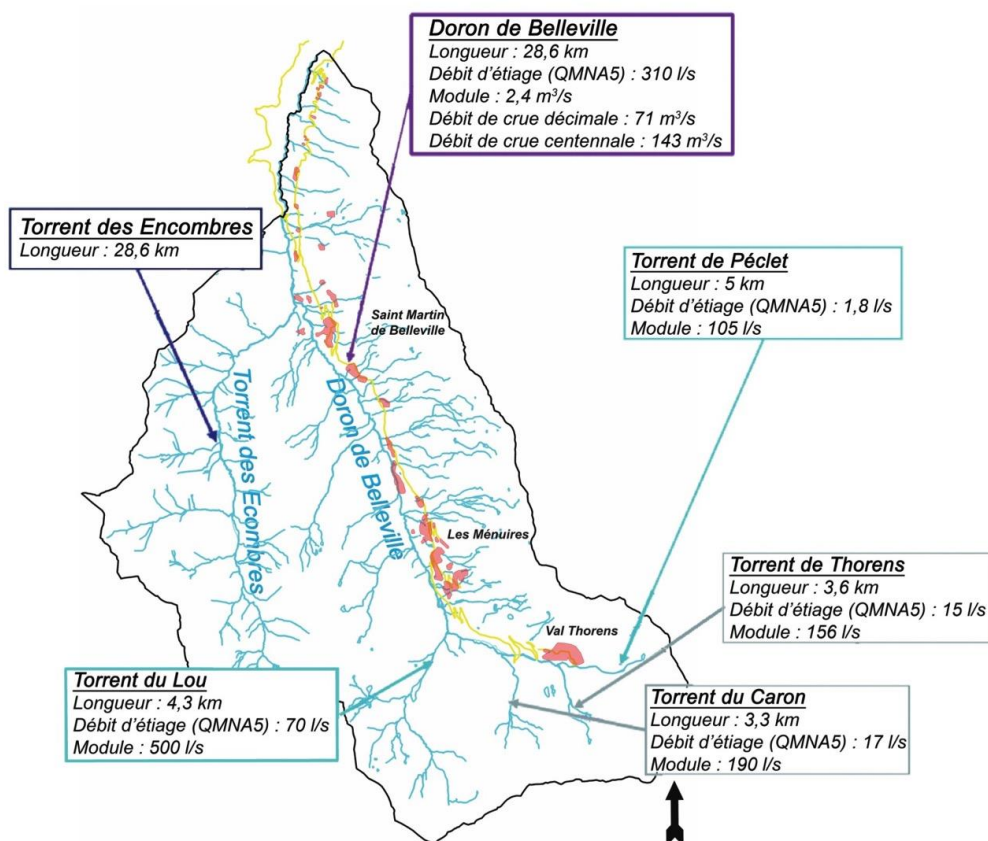 Doron de Belleville
Longueur : 28,6 km
Débit d'étiage (QMNA5) : 310 l/s
Module : 2,4 m³/s
Débit de crue décimale : 71 m³/s
Débit de crue centennale : 143 m³/s
Torrent des Encombres
Longueur : 28,6 km
Torrent de Péclet
Longueur : 5 km
Débit d'étiage (QMNA5) : 1,8 l/s
Module : 105 l/s
Saint Martin
de Belleville
Torrent des Ecombres
Doron de Belleville
Les Ménuires
Val Thorens
Torrent de Thorens
Longueur : 3,6 km
Débit d'étiage (QMNA5) : 15 l/s
Module : 156 l/s
Torrent du Lou
Longueur : 4,3 km
Débit d'étiage (QMNA5) : 70 l/s
Module : 500 l/s
Torrent du Caron
Longueur : 3,3 km
Débit d'étiage (QMNA5) : 17 l/s
Module : 190 l/s